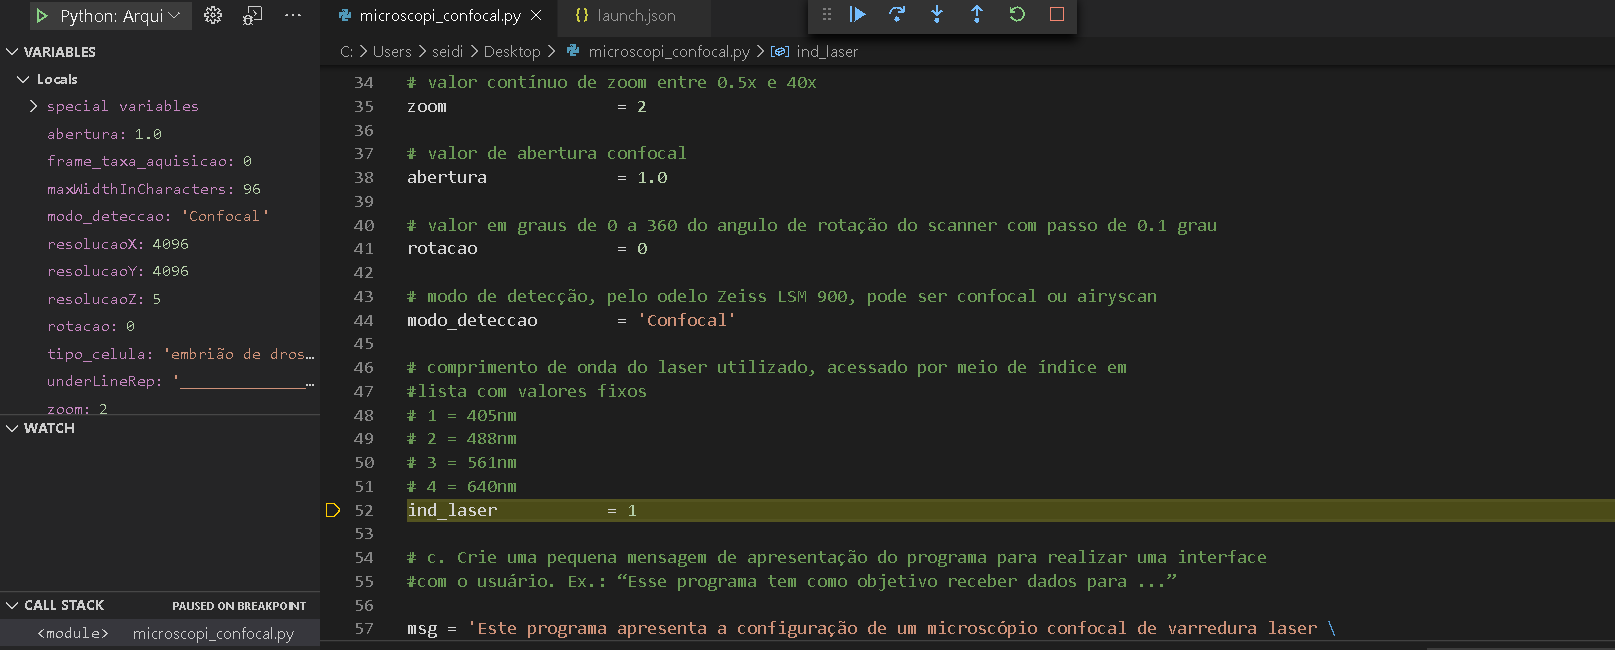 Python: Arqui
VARIABLES
Locals
special variables
abertura: 1.0
frame_taxa_aquisicao: 0
maxWidthInCharacters: 96
modo_deteccao: 'Confocal'
resolucaoX: 4096
resolucaoY: 4096
resolucaoZ: 5
rotacao: 0
tipo_celula: 'embrião de dros…
underLineRep: '______________…
zoom: 2
WATCH
CALL STACK PAUSED ON BREAKPOINT
<module> microscopi_confocal.py
microscopi_confocal.py
{} launch.json
C: > Users > seidi > Desktop > microscopi_confocal.py > ind_laser
34 # valor contínuo de zoom entre 0.5x e 40x
35 zoom = 2
36
37 # valor de abertura confocal
38 abertura = 1.0
39
40 # valor em graus de 0 a 360 do angulo de rotação do scanner com passo de 0.1 grau
41 rotacao = 0
42
43 # modo de detecção, pelo odelo Zeiss LSM 900, pode ser confocal ou airyscan
44 modo_deteccao = 'Confocal'
45
46 # comprimento de onda do laser utilizado, acessado por meio de índice em
47 #lista com valores fixos
48 # 1 = 405nm
49 # 2 = 488nm
50 # 3 = 561nm
51 # 4 = 640nm
52 ind_laser = 1
53
54 # c. Crie uma pequena mensagem de apresentação do programa para realizar uma interface
55 #com o usuário. Ex.: “Esse programa tem como objetivo receber dados para ...”
56
57 msg = 'Este programa apresenta a configuração de um microscópio confocal de varredura laser \